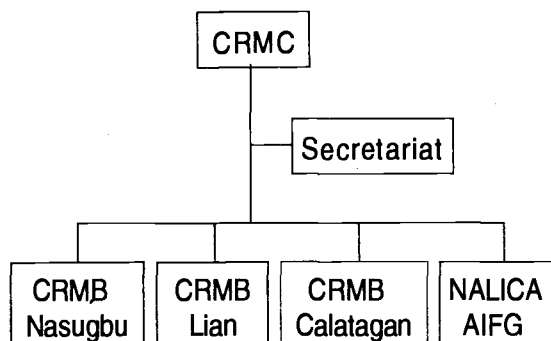 CRMC
Secretariat
CRMB
Nasugbu
CRMB
Lian
CRMB
Calatagan
NALICA
AIFG